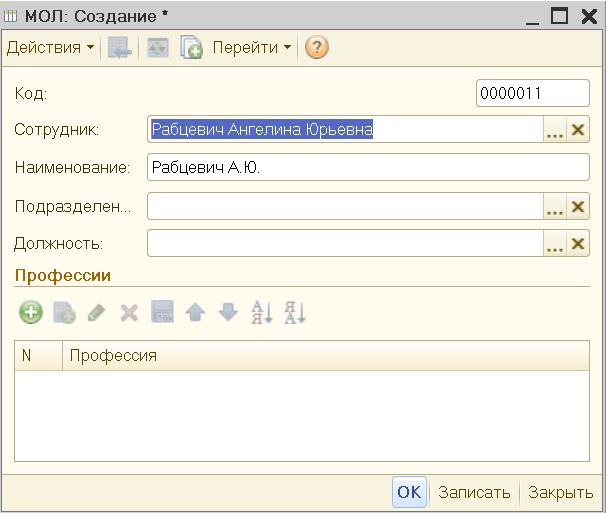 МОЛ: Создание *
Действия Перейти ?
Код: 0000011
Сотрудник: Рабцевич Ангелина Юрьевна ...
Наименование: Рабцевич А.Ю.
Подразделен... ...
Должность: ...
Профессии
А Я Я А
N Профессия
OK Записать Закрыть